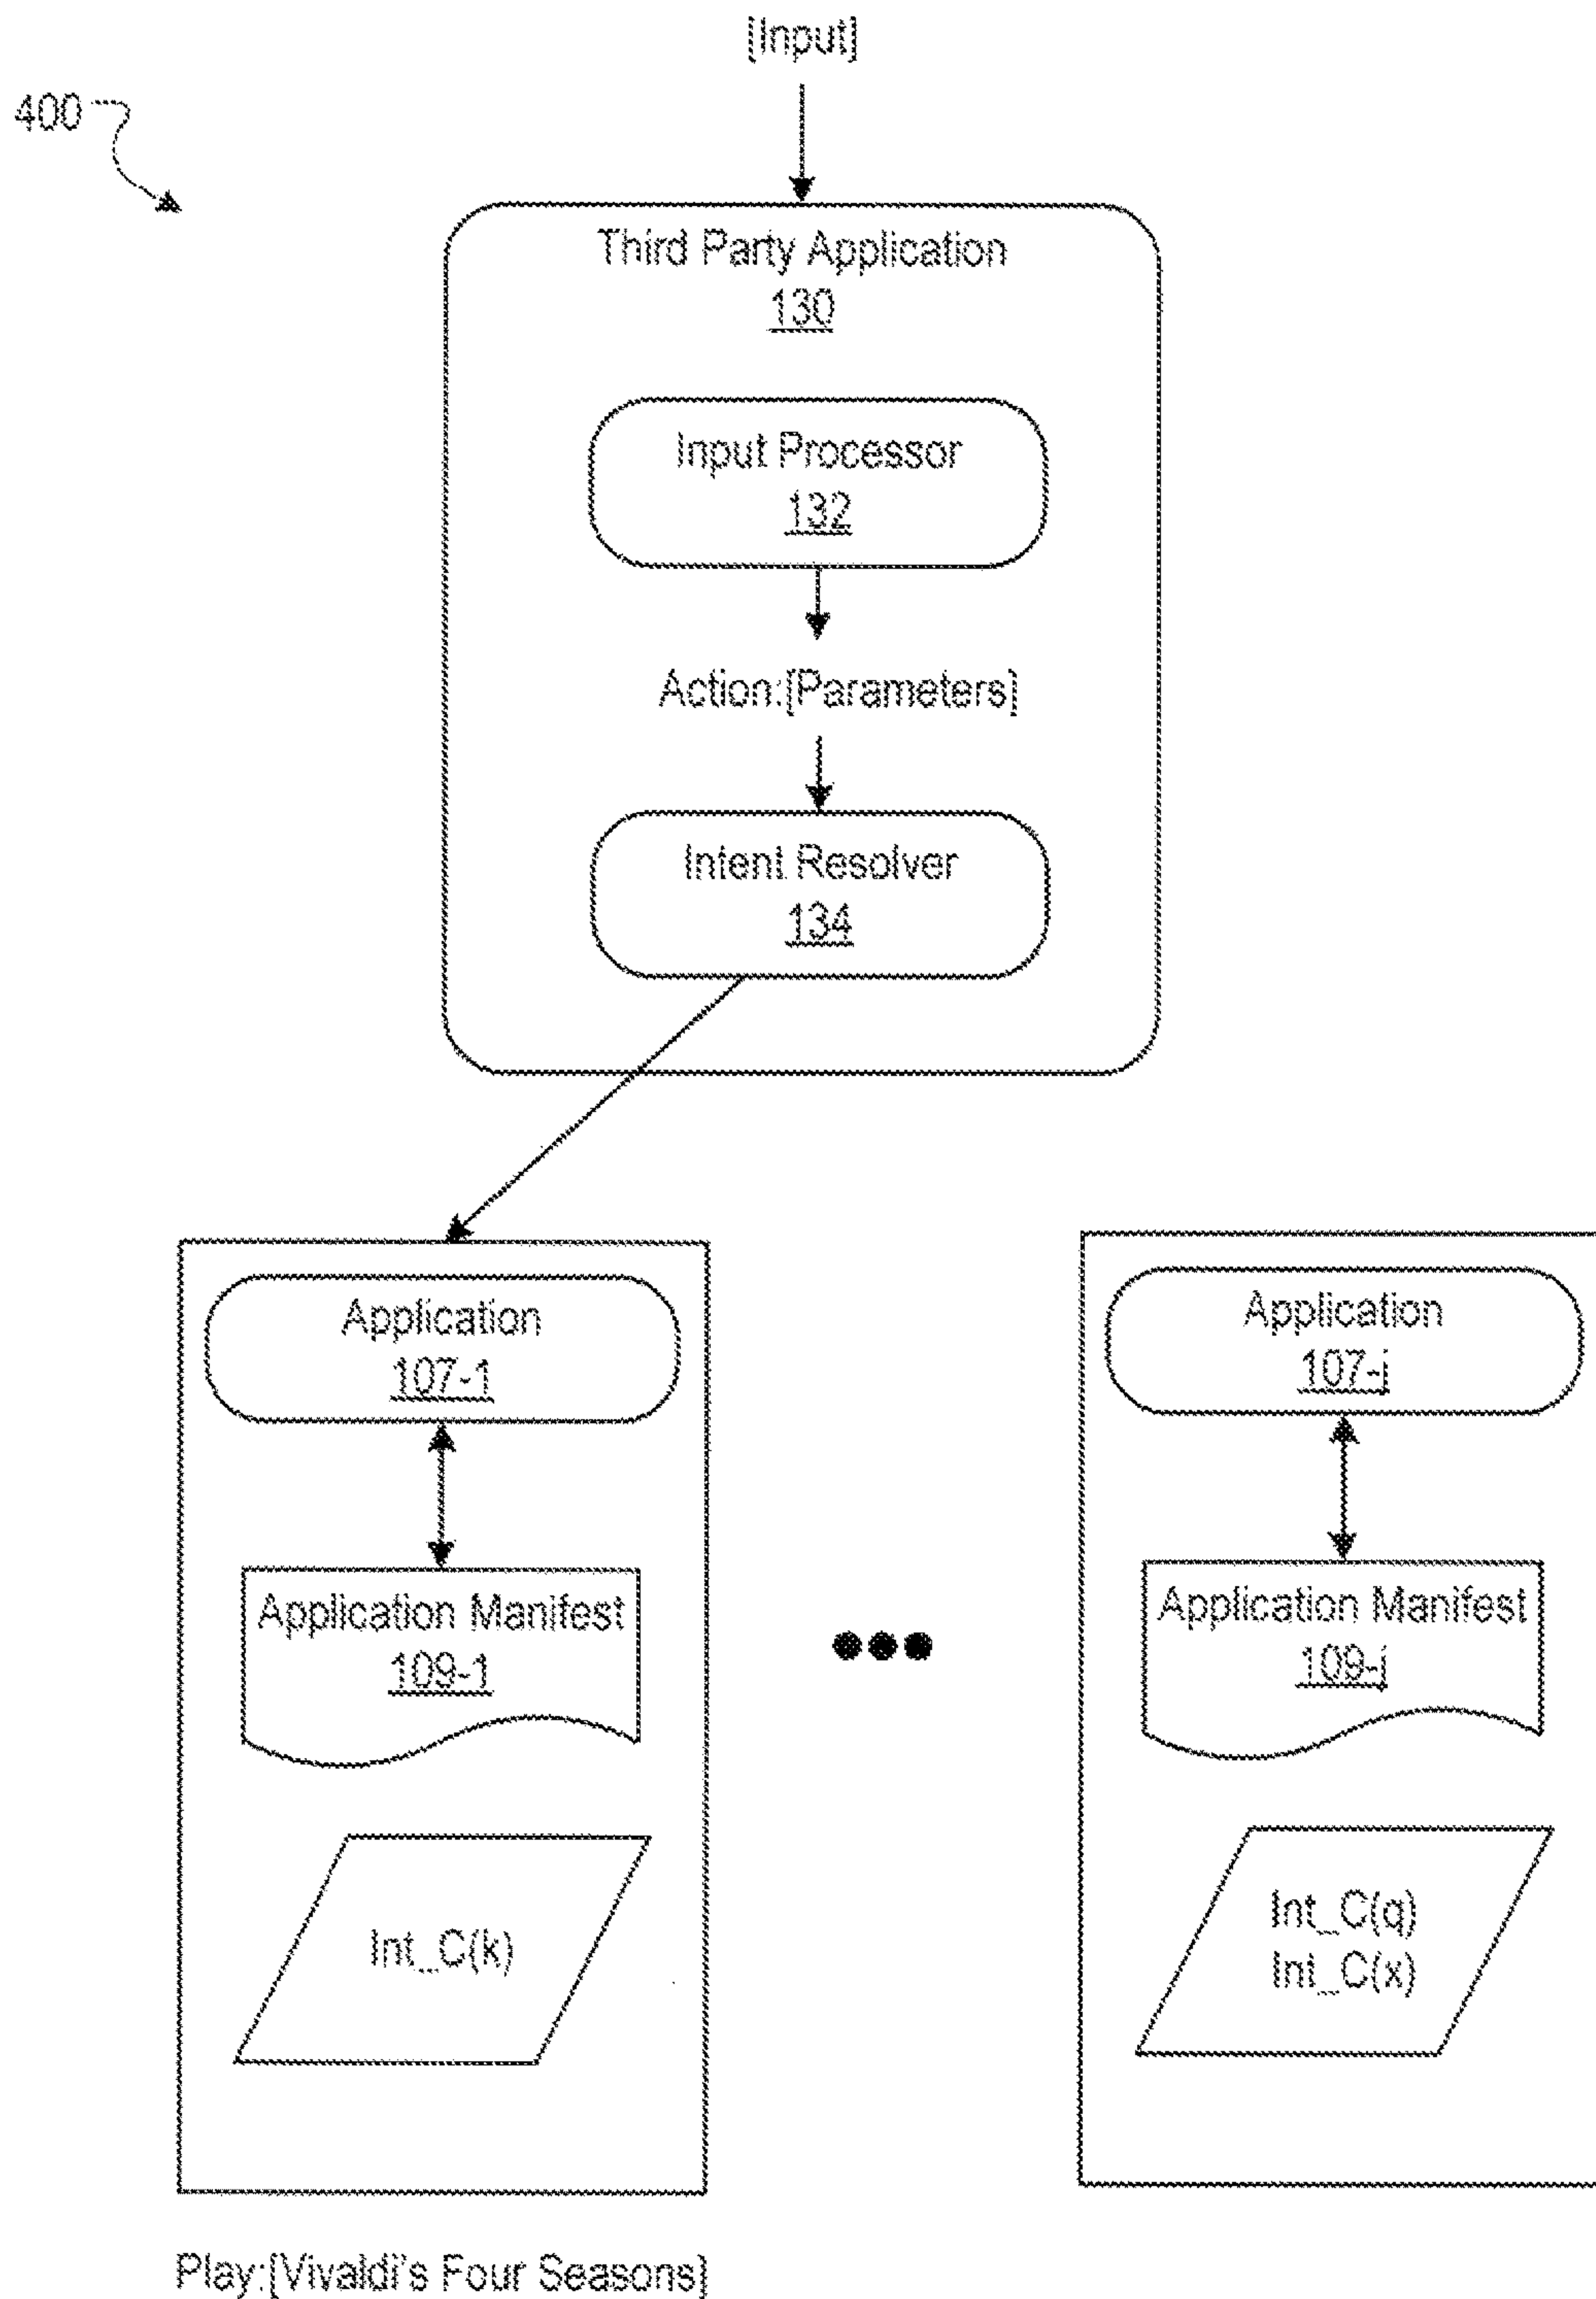 [Input]
400
Third Party Application
130
Input Processor
132
Action:[Parameters]
Intent Resolver
134
Application
107-1
Application Manifest
109-1
Int_C(k)
Application
107-j
Application Manifest
109-j
Int_C(q)
Int_C(x)
Play:[Vivaldi's Four Seasons]